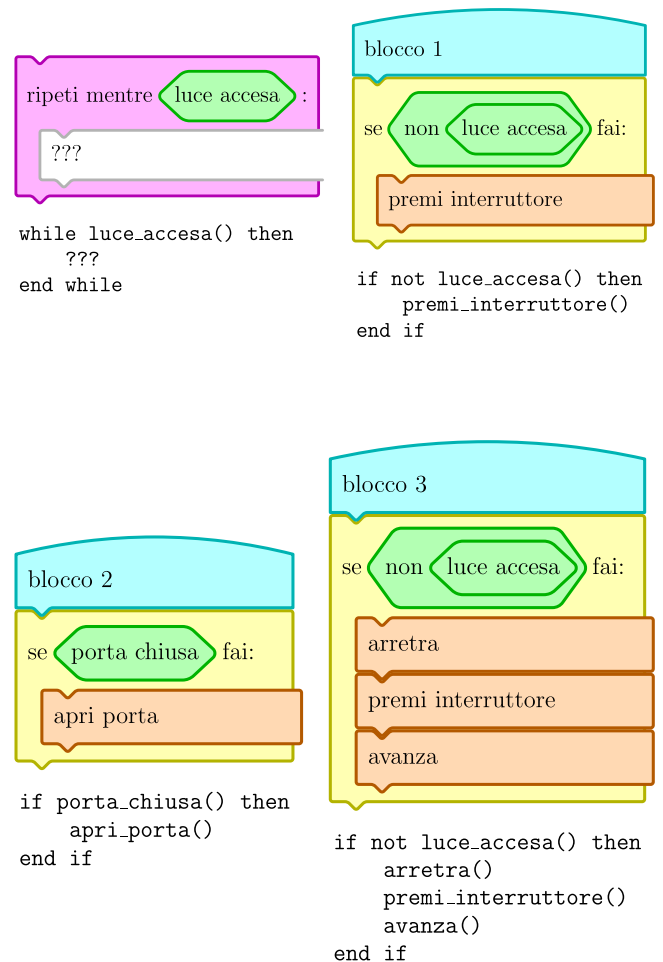 ripeti mentre luce accesa :
???
while luce_accesa() then
    ???
end while
blocco 1
se non luce accesa fai:
premi interruttore
if not luce_accesa() then
    premi_interruttore()
end if
blocco 2
se porta chiusa fai:
apri porta
if porta_chiusa() then
    apri_porta()
end if
blocco 3
se non luce accesa fai:
arretra
premi interruttore
avanza
if not luce_accesa() then
    arretra()
    premi_interruttore()
    avanza()
end if